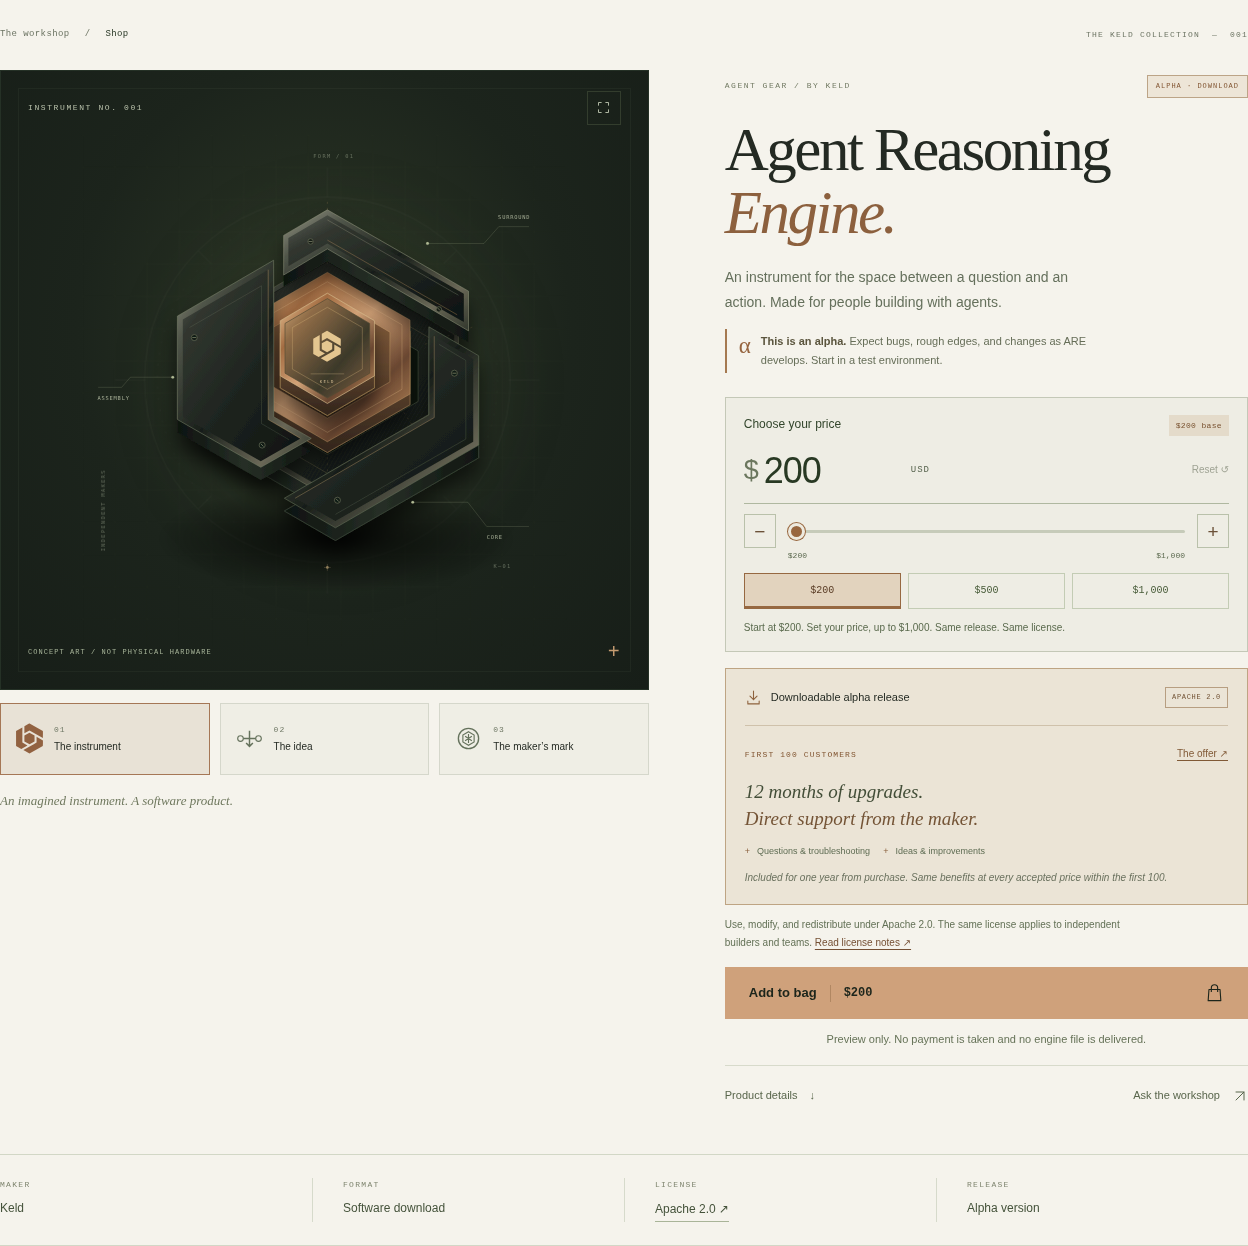 The workshop / Shop
THE KELD COLLECTION — 001
INSTRUMENT NO. 001
FORM / 01
SURROUND
KELD
ASSEMBLY
INDEPENDENT MAKERS
CORE
K—01
CONCEPT ART / NOT PHYSICAL HARDWARE
+
01
The instrument
02
The idea
03
The maker's mark
An imagined instrument. A software product.
AGENT GEAR / BY KELD
ALPHA · DOWNLOAD
Agent Reasoning
Engine.
An instrument for the space between a question and an
action. Made for people building with agents.
α
This is an alpha. Expect bugs, rough edges, and changes as ARE
develops. Start in a test environment.
Choose your price
$200 base
$ 200
USD
Reset ↺
−
+
$200
$1,000
$200
$500
$1,000
Start at $200. Set your price, up to $1,000. Same release. Same license.
Downloadable alpha release
APACHE 2.0
FIRST 100 CUSTOMERS
The offer ↗
12 months of upgrades.
Direct support from the maker.
+ Questions & troubleshooting + Ideas & improvements
Included for one year from purchase. Same benefits at every accepted price within the first 100.
Use, modify, and redistribute under Apache 2.0. The same license applies to independent
builders and teams. Read license notes ↗
Add to bag $200
Preview only. No payment is taken and no engine file is delivered.
Product details ↓
Ask the workshop
MAKER
Keld
FORMAT
Software download
LICENSE
Apache 2.0 ↗
RELEASE
Alpha version